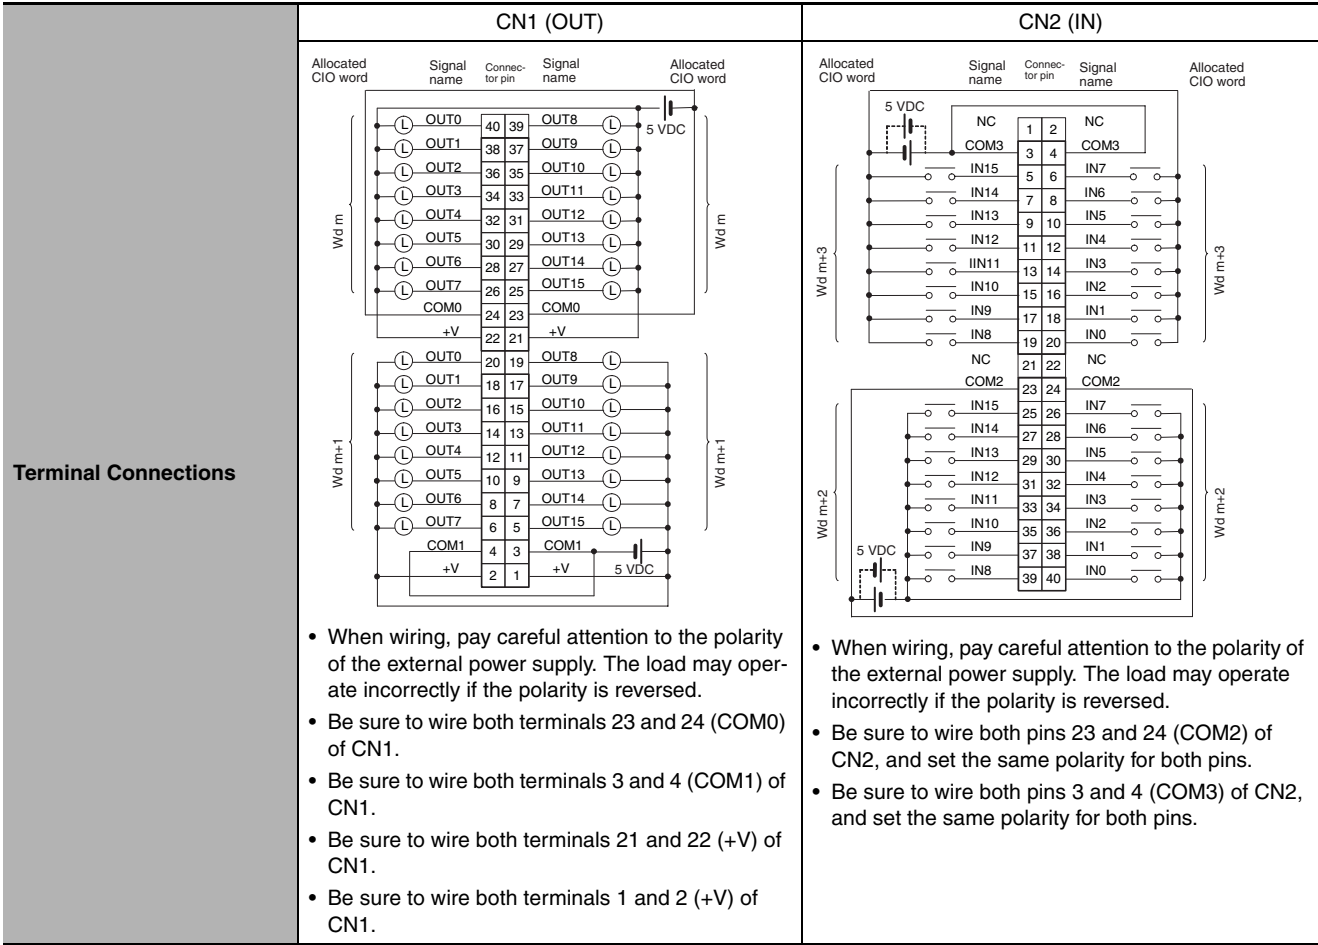 CN1 (OUT)
CN2 (IN)
Terminal Connections
Allocated Signal Connec- Signal Allocated
CIO word name tor pin name CIO word
5 VDC
OUT0 40 39 OUT8
OUT1 38 37 OUT9
OUT2 36 35 OUT10
OUT3 34 33 OUT11
OUT4 32 31 OUT12
OUT5 30 29 OUT13
OUT6 28 27 OUT14
OUT7 26 25 OUT15
COM0 24 23 COM0
+V 22 21 +V
Wd m
Wd m
L L
L L
L L
L L
L L
L L
L L
L L
OUT0 20 19 OUT8
OUT1 18 17 OUT9
OUT2 16 15 OUT10
OUT3 14 13 OUT11
OUT4 12 11 OUT12
OUT5 10 9 OUT13
OUT6 8 7 OUT14
OUT7 6 5 OUT15
COM1 4 3 COM1
+V 2 1 +V
5 VDC
Wd m+1
Wd m+1
L L
L L
L L
L L
L L
L L
L L
L L
• When wiring, pay careful attention to the polarity
of the external power supply. The load may oper-
ate incorrectly if the polarity is reversed.
• Be sure to wire both terminals 23 and 24 (COM0)
of CN1.
• Be sure to wire both terminals 3 and 4 (COM1) of
CN1.
• Be sure to wire both terminals 21 and 22 (+V) of
CN1.
• Be sure to wire both terminals 1 and 2 (+V) of
CN1.
Allocated Signal Connec- Signal Allocated
CIO word name tor pin name CIO word
5 VDC
NC 1 2 NC
COM3 3 4 COM3
IN15 5 6 IN7
IN14 7 8 IN6
IN13 9 10 IN5
IN12 11 12 IN4
IIN11 13 14 IN3
IN10 15 16 IN2
IN9 17 18 IN1
IN8 19 20 IN0
Wd m+3
Wd m+3
NC 21 22 NC
COM2 23 24 COM2
IN15 25 26 IN7
IN14 27 28 IN6
IN13 29 30 IN5
IN12 31 32 IN4
IN11 33 34 IN3
IN10 35 36 IN2
IN9 37 38 IN1
IN8 39 40 IN0
5 VDC
Wd m+2
Wd m+2
• When wiring, pay careful attention to the polarity of
the external power supply. The load may operate
incorrectly if the polarity is reversed.
• Be sure to wire both pins 23 and 24 (COM2) of
CN2, and set the same polarity for both pins.
• Be sure to wire both pins 3 and 4 (COM3) of CN2,
and set the same polarity for both pins.